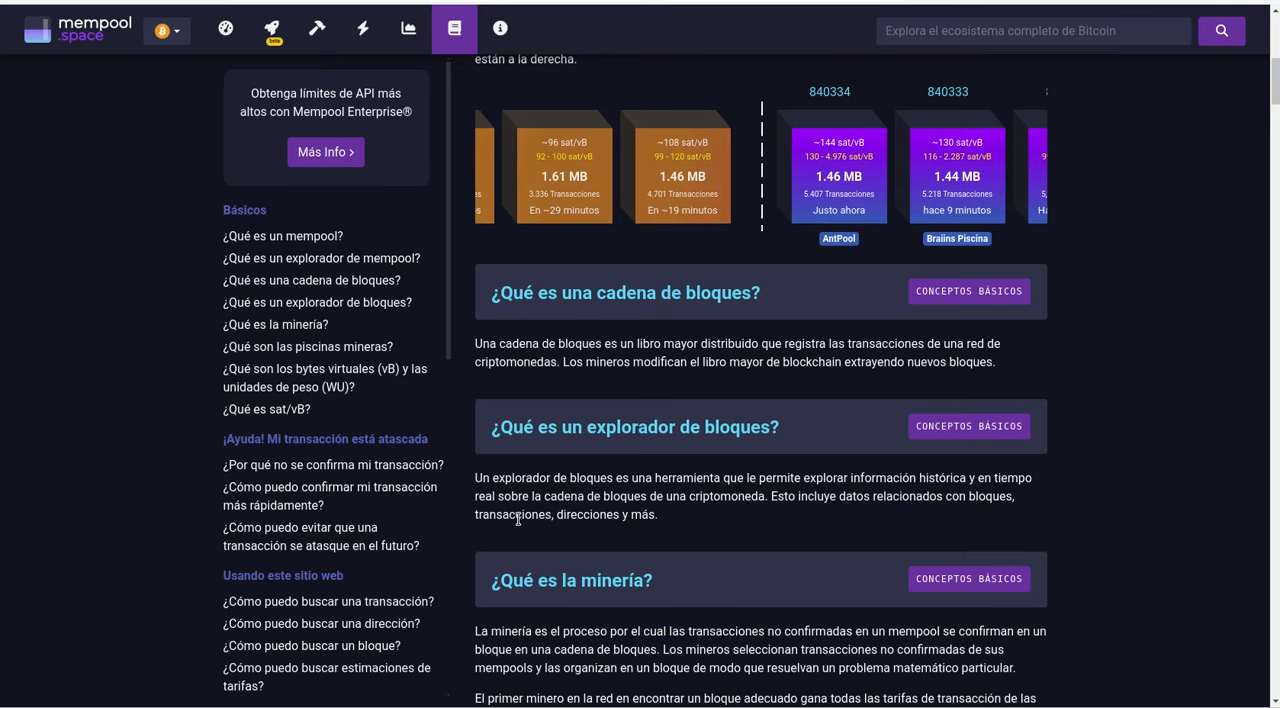 mempool
.space
beta
Explora el ecosistema completo de Bitcoin
Obtenga límites de API más
altos con Mempool Enterprise®
Más Info
Básicos
¿Qué es un mempool?
¿Qué es un explorador de mempool?
¿Qué es una cadena de bloques?
¿Qué es un explorador de bloques?
¿Qué es la minería?
¿Qué son las piscinas mineras?
¿Qué son los bytes virtuales (vB) y las
unidades de peso (WU)?
¿Qué es sat/vB?
¡Ayuda! Mi transacción está atascada
¿Por qué no se confirma mi transacción?
¿Cómo puedo confirmar mi transacción
más rápidamente?
¿Cómo puedo evitar que una
transacción se atasque en el futuro?
Usando este sitio web
¿Cómo puedo buscar una transacción?
¿Cómo puedo buscar una dirección?
¿Cómo puedo buscar un bloque?
¿Cómo puedo buscar estimaciones de
tarifas?
están a la derecha.
~96 sat/vB
92 - 100 sat/vB
1.61 MB
3.336 Transacciones
En ~29 minutos
~108 sat/vB
99 - 120 sat/vB
1.46 MB
4.701 Transacciones
En ~19 minutos
840334
~144 sat/vB
130 - 4.976 sat/vB
1.46 MB
5.407 Transacciones
Justo ahora
AntPool
840333
~130 sat/vB
116 - 2.287 sat/vB
1.44 MB
5.218 Transacciones
hace 9 minutos
Braiins Piscina
¿Qué es una cadena de bloques?
CONCEPTOS BÁSICOS
Una cadena de bloques es un libro mayor distribuido que registra las transacciones de una red de
criptomonedas. Los mineros modifican el libro mayor de blockchain extrayendo nuevos bloques.
¿Qué es un explorador de bloques?
CONCEPTOS BÁSICOS
Un explorador de bloques es una herramienta que le permite explorar información histórica y en tiempo
real sobre la cadena de bloques de una criptomoneda. Esto incluye datos relacionados con bloques,
transacciones, direcciones y más.
¿Qué es la minería?
CONCEPTOS BÁSICOS
La minería es el proceso por el cual las transacciones no confirmadas en un mempool se confirman en un
bloque en una cadena de bloques. Los mineros seleccionan transacciones no confirmadas de sus
mempools y las organizan en un bloque de modo que resuelvan un problema matemático particular.
El primer minero en la red en encontrar un bloque adecuado gana todas las tarifas de transacción de las